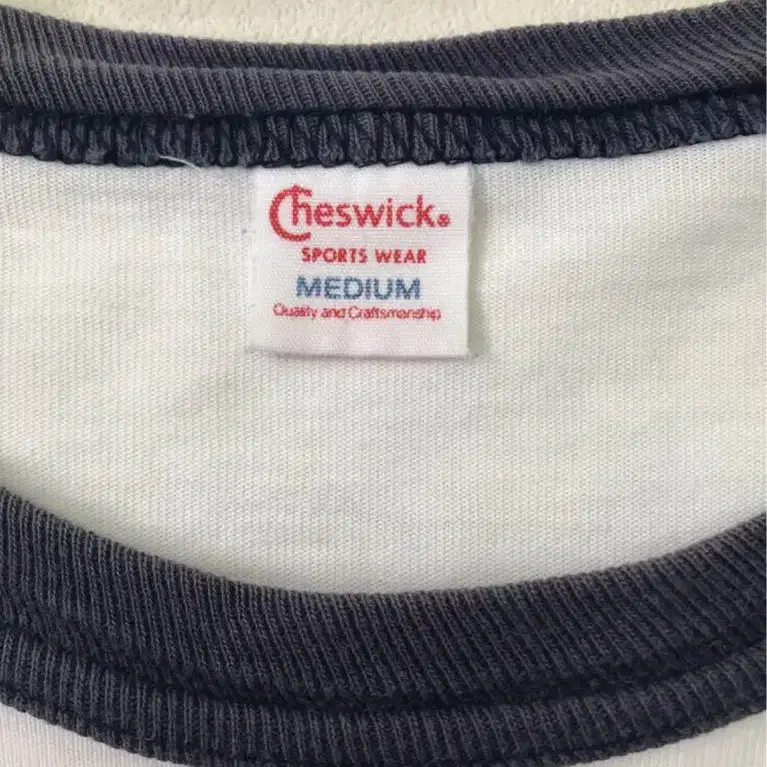 Cheswick®
SPORTS WEAR
MEDIUM
Quality and Craftsmanship